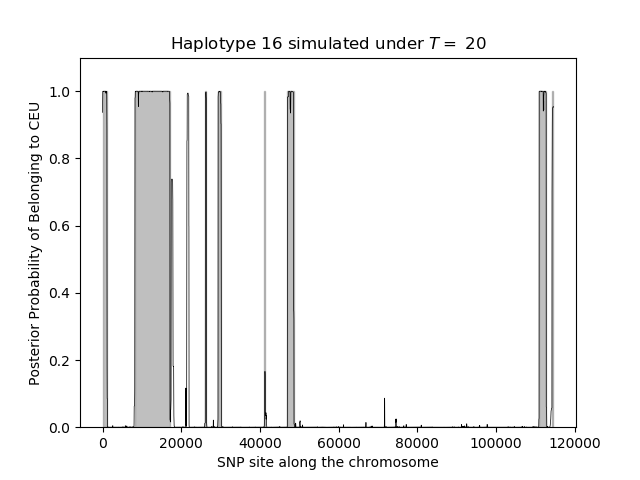 Haplotype 16 simulated under T = 20
Posterior Probability of Belonging to CEU
1.0
0.8
0.6
0.4
0.2
0.0
0 20000 40000 60000 80000 100000 120000
SNP site along the chromosome